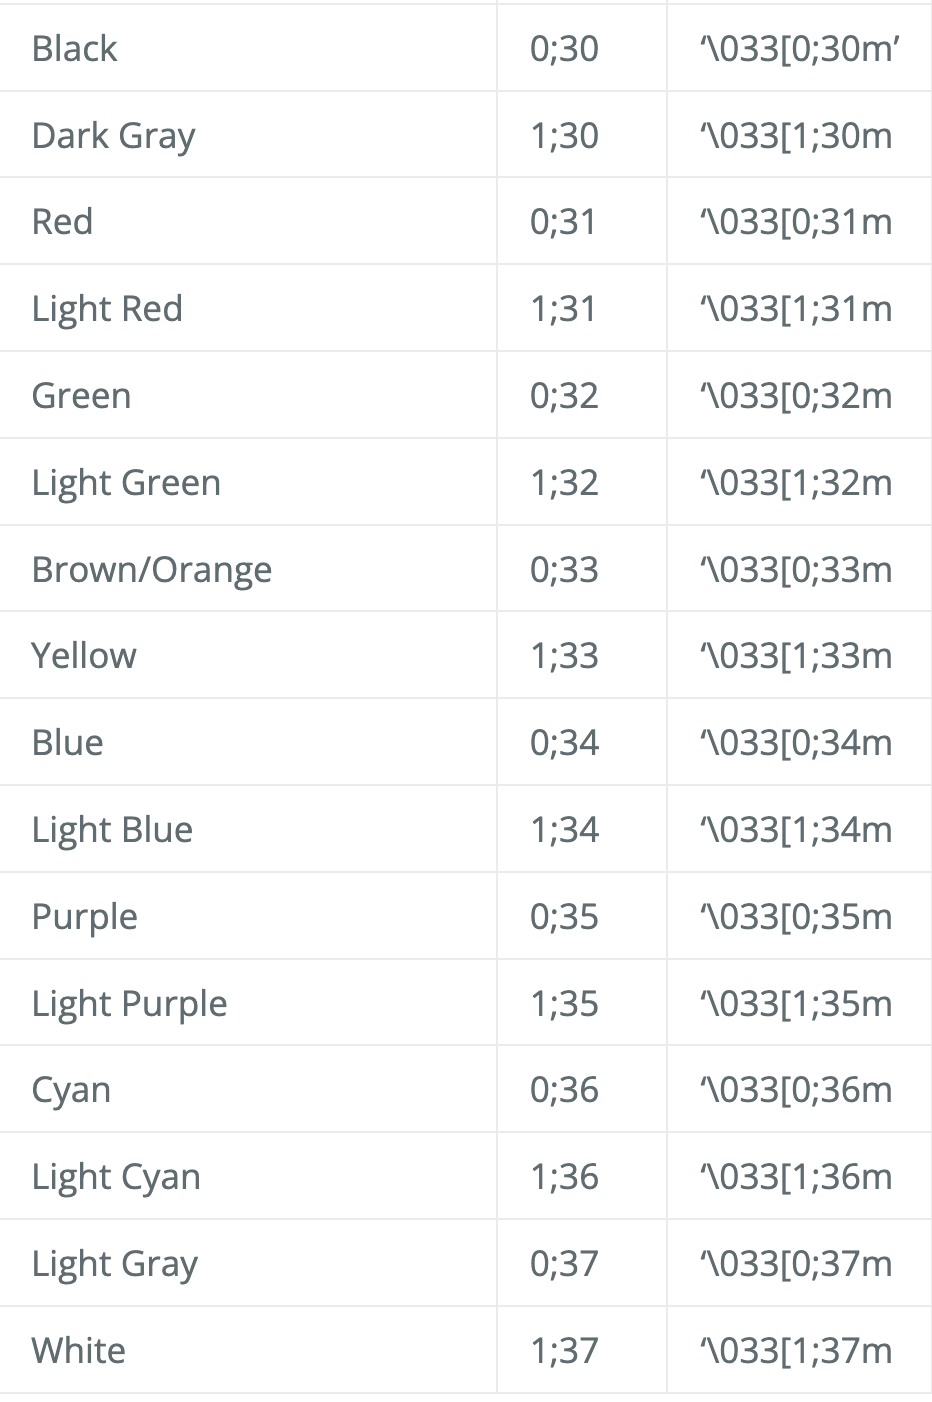 Black 0;30 ‘\033[0;30m’
Dark Gray 1;30 ‘\033[1;30m
Red 0;31 ‘\033[0;31m
Light Red 1;31 ‘\033[1;31m
Green 0;32 ‘\033[0;32m
Light Green 1;32 ‘\033[1;32m
Brown/Orange 0;33 ‘\033[0;33m
Yellow 1;33 ‘\033[1;33m
Blue 0;34 ‘\033[0;34m
Light Blue 1;34 ‘\033[1;34m
Purple 0;35 ‘\033[0;35m
Light Purple 1;35 ‘\033[1;35m
Cyan 0;36 ‘\033[0;36m
Light Cyan 1;36 ‘\033[1;36m
Light Gray 0;37 ‘\033[0;37m
White 1;37 ‘\033[1;37m